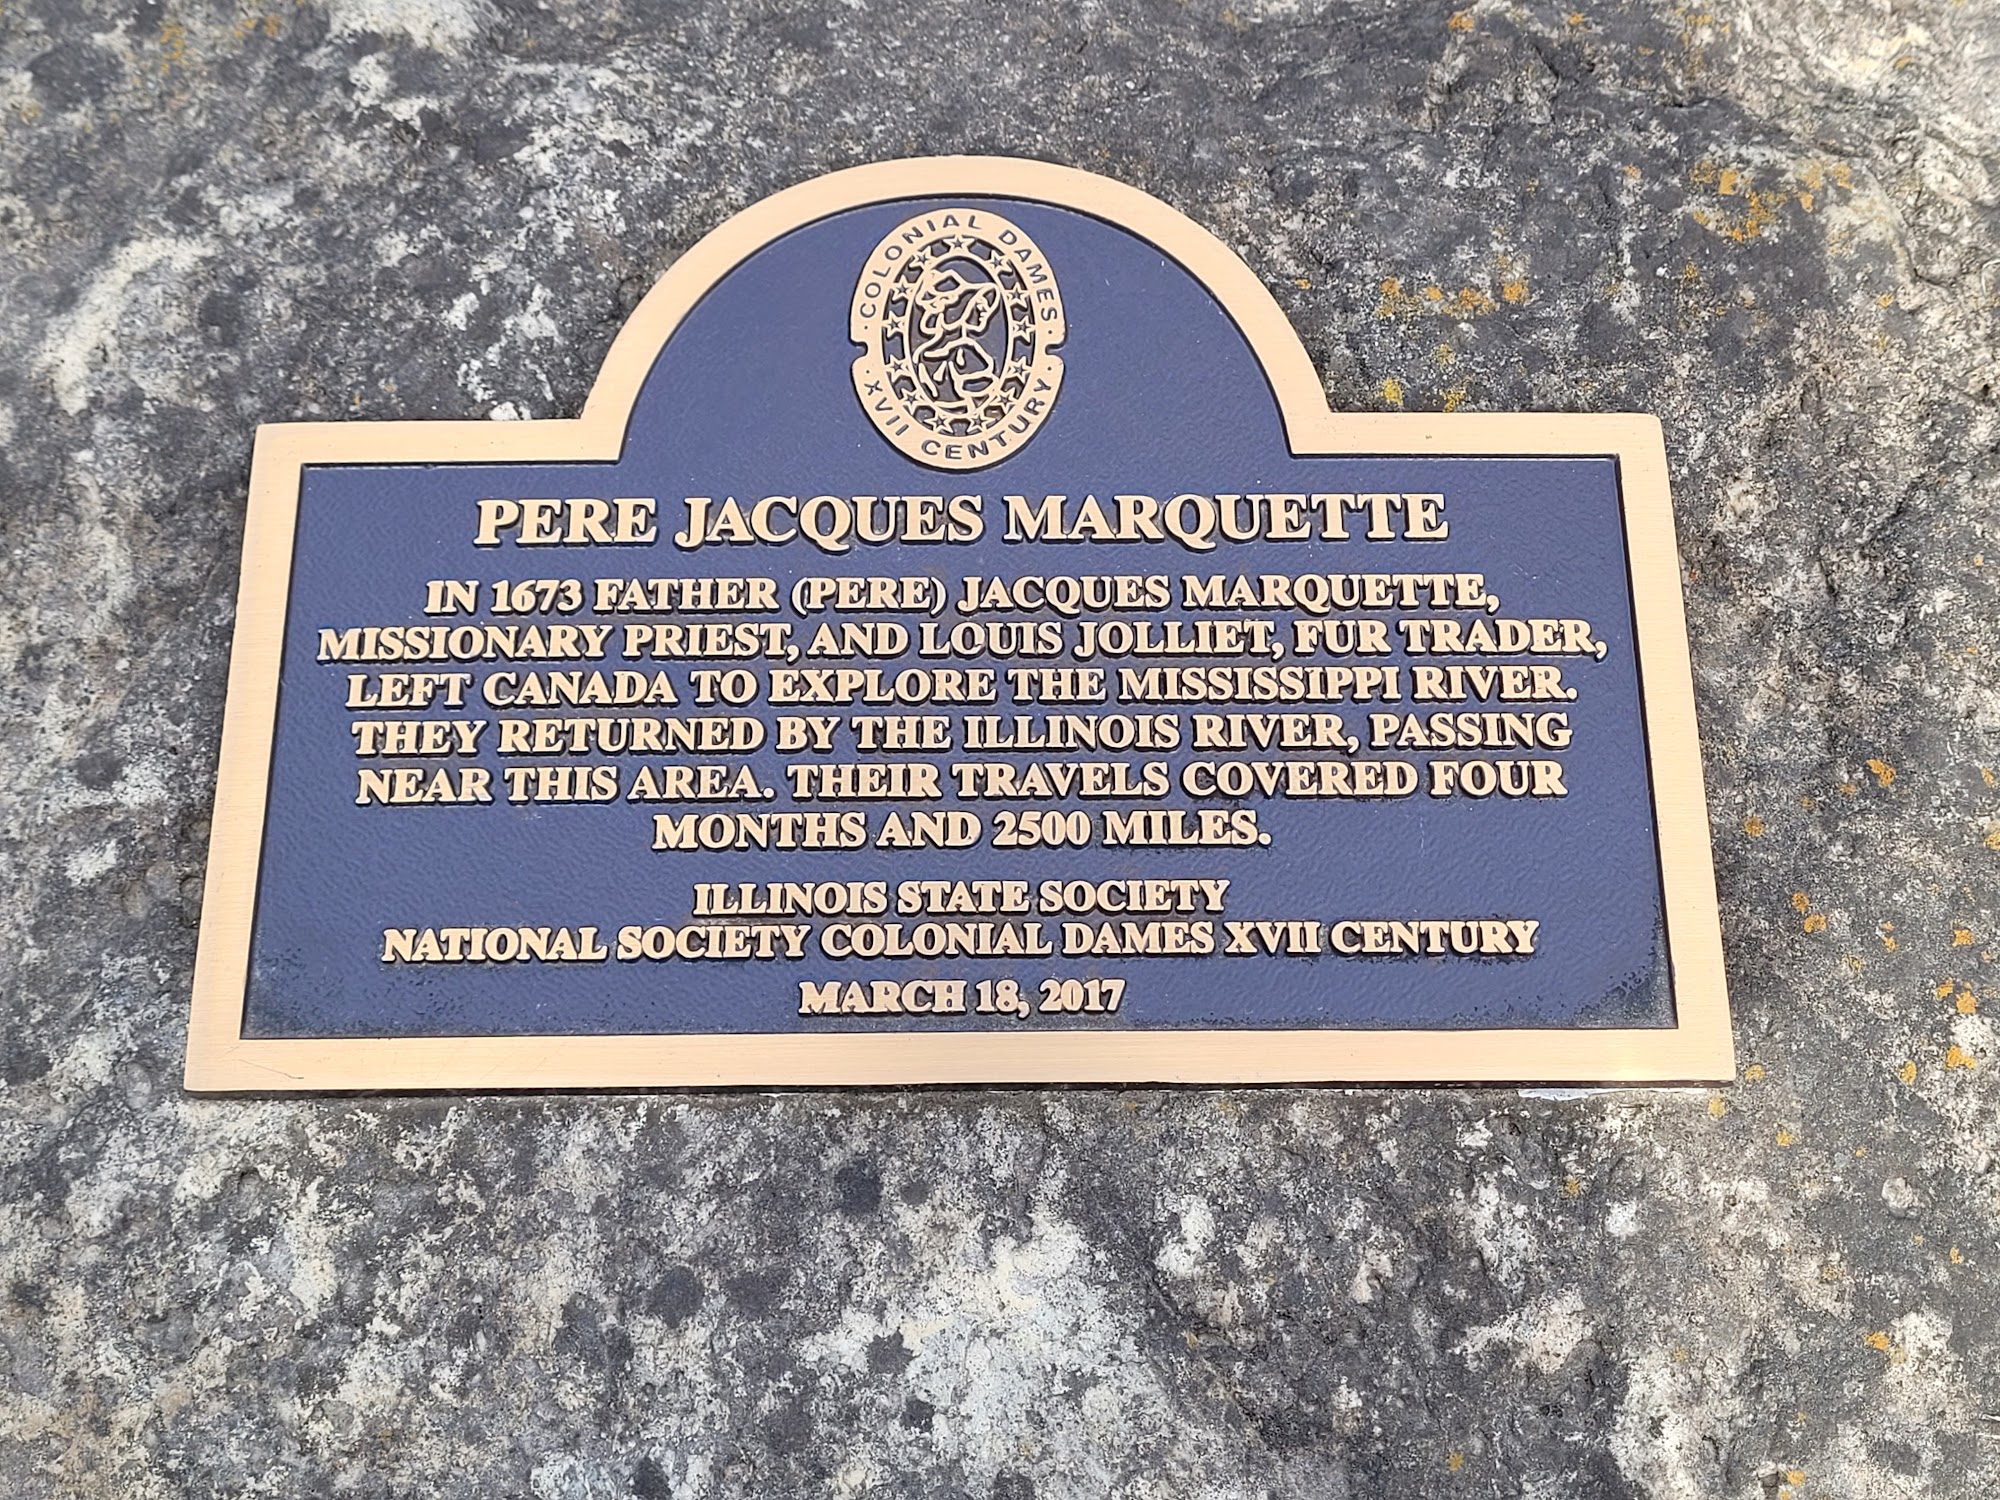 COLONIAL DAMES
XVII CENTURY
PERE JACQUES MARQUETTE
IN 1673 FATHER (PERE) JACQUES MARQUETTE,
MISSIONARY PRIEST, AND LOUIS JOLLIET, FUR TRADER,
LEFT CANADA TO EXPLORE THE MISSISSIPPI RIVER.
THEY RETURNED BY THE ILLINOIS RIVER, PASSING
NEAR THIS AREA. THEIR TRAVELS COVERED FOUR
MONTHS AND 2500 MILES.
ILLINOIS STATE SOCIETY
NATIONAL SOCIETY COLONIAL DAMES XVII CENTURY
MARCH 18, 2017